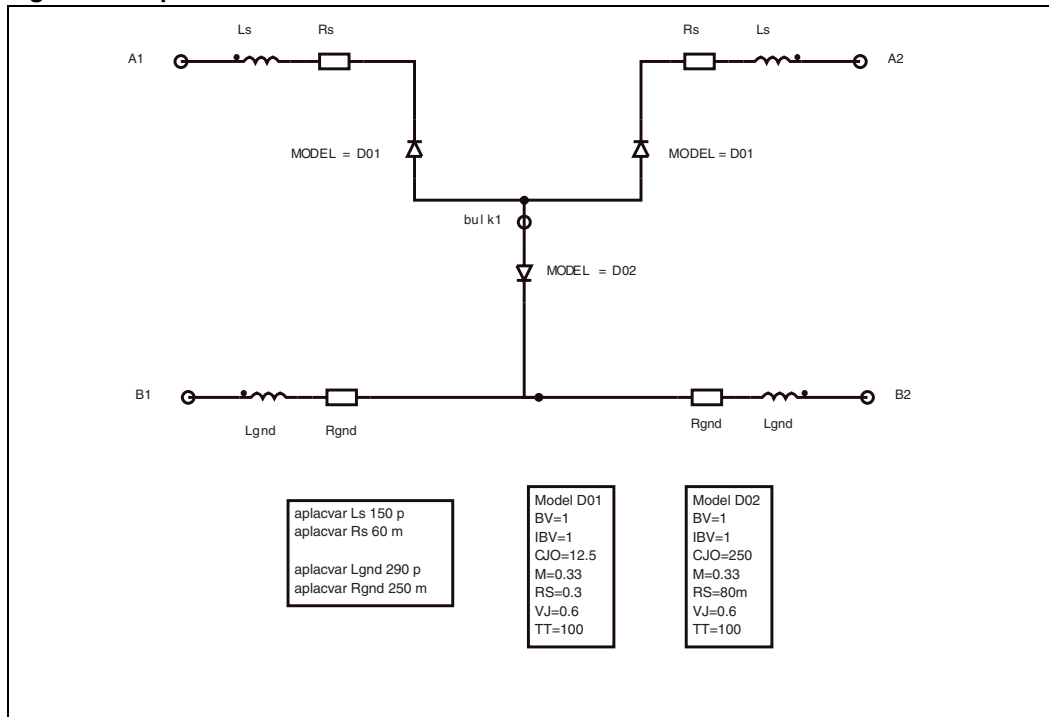 Ls Rs Rs Ls
A1 A2
MODEL = D01 MODEL = D01
bulk1
MODEL = D02
B1 B2
Lgnd Rgnd Rgnd Lgnd
aplacvar Ls 150 p
aplacvar Rs 60 m
aplacvar Lgnd 290 p
aplacvar Rgnd 250 m
Model D01
BV=1
IBV=1
CJO=12.5
M=0.33
RS=0.3
VJ=0.6
TT=100
Model D02
BV=1
IBV=1
CJO=250
M=0.33
RS=80m
VJ=0.6
TT=100